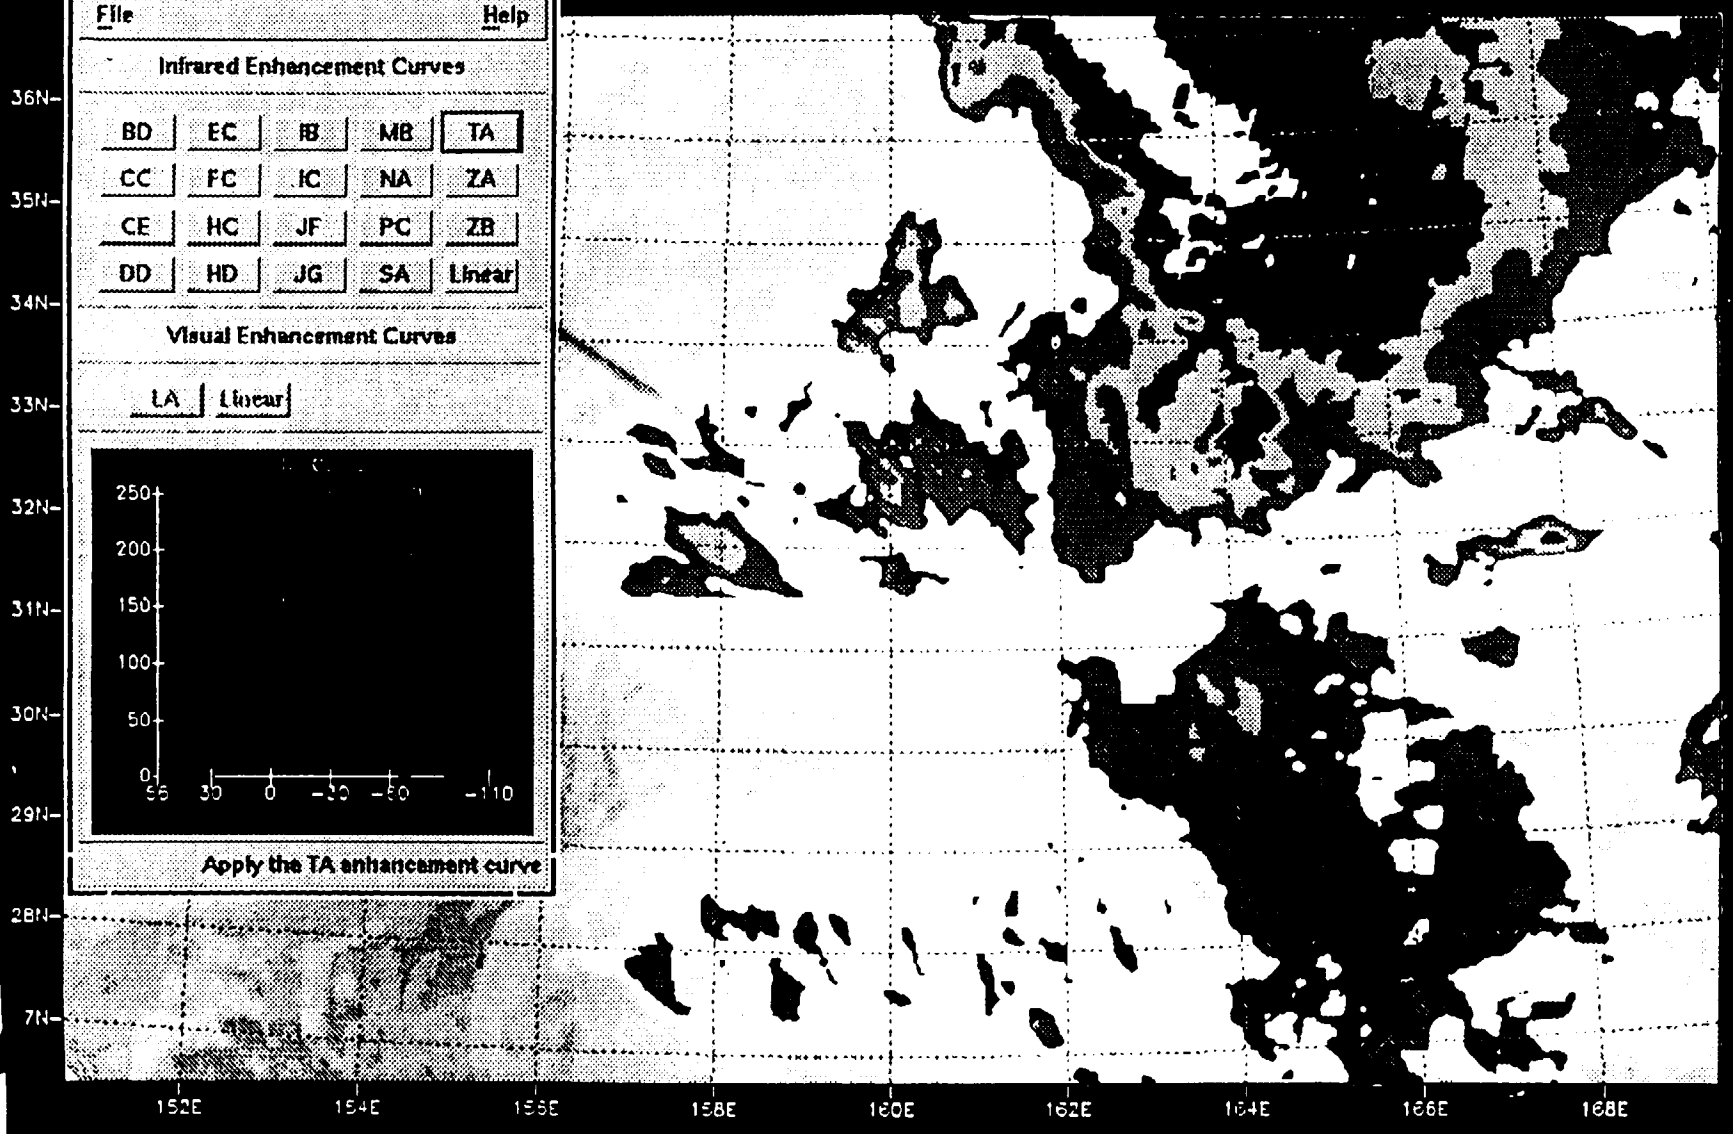 File Help
Infrared Enhancement Curves
BD EC IB MB TA
CC FC IC NA ZA
CE HC JF PC ZB
DD HD JG SA Linear
Visual Enhancement Curves
LA Linear
250
200
150
100
50
0
56 30 0 -30 -60 -110
Apply the TA enhancement curve
36N
35N
34N
33N
32N
31N
30N
29N
28N
7N
152E 154E 156E 158E 160E 162E 164E 166E 168E